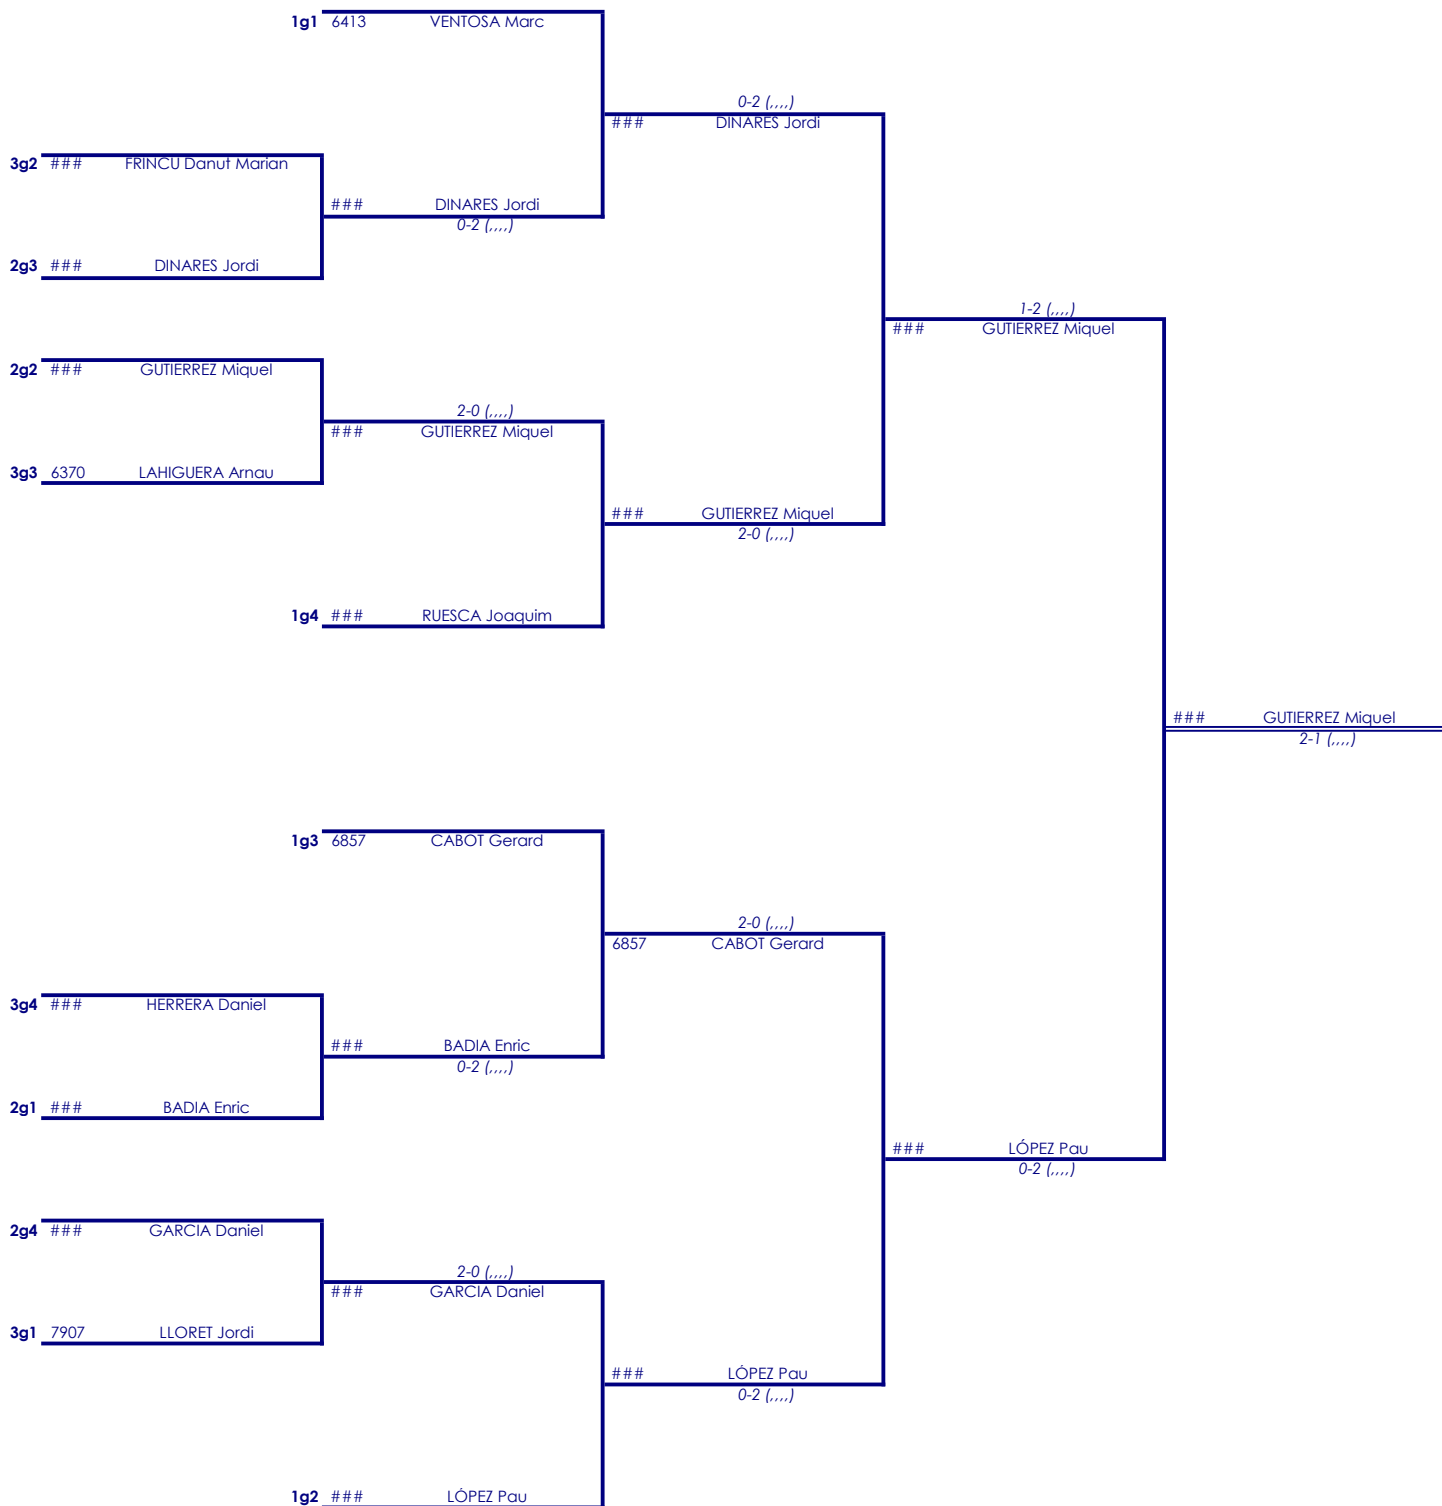 1g1 6413 VENTOSA Marc
0-2 (,,,,)
### DINARES Jordi
3g2 ### FRINCU Danut Marian
### DINARES Jordi
0-2 (,,,,)
2g3 ### DINARES Jordi
1-2 (,,,,)
### GUTIERREZ Miquel
2g2 ### GUTIERREZ Miquel
2-0 (,,,,)
### GUTIERREZ Miquel
3g3 6370 LAHIGUERA Arnau
### GUTIERREZ Miquel
2-0 (,,,,)
1g4 ### RUESCA Joaquim
### GUTIERREZ Miquel
2-1 (,,,,)
1g3 6857 CABOT Gerard
2-0 (,,,,)
6857 CABOT Gerard
3g4 ### HERRERA Daniel
### BADIA Enric
0-2 (,,,,)
2g1 ### BADIA Enric
### LÓPEZ Pau
0-2 (,,,,)
2g4 ### GARCIA Daniel
2-0 (,,,,)
### GARCIA Daniel
3g1 7907 LLORET Jordi
### LÓPEZ Pau
0-2 (,,,,)
1g2 ### LÓPEZ Pau